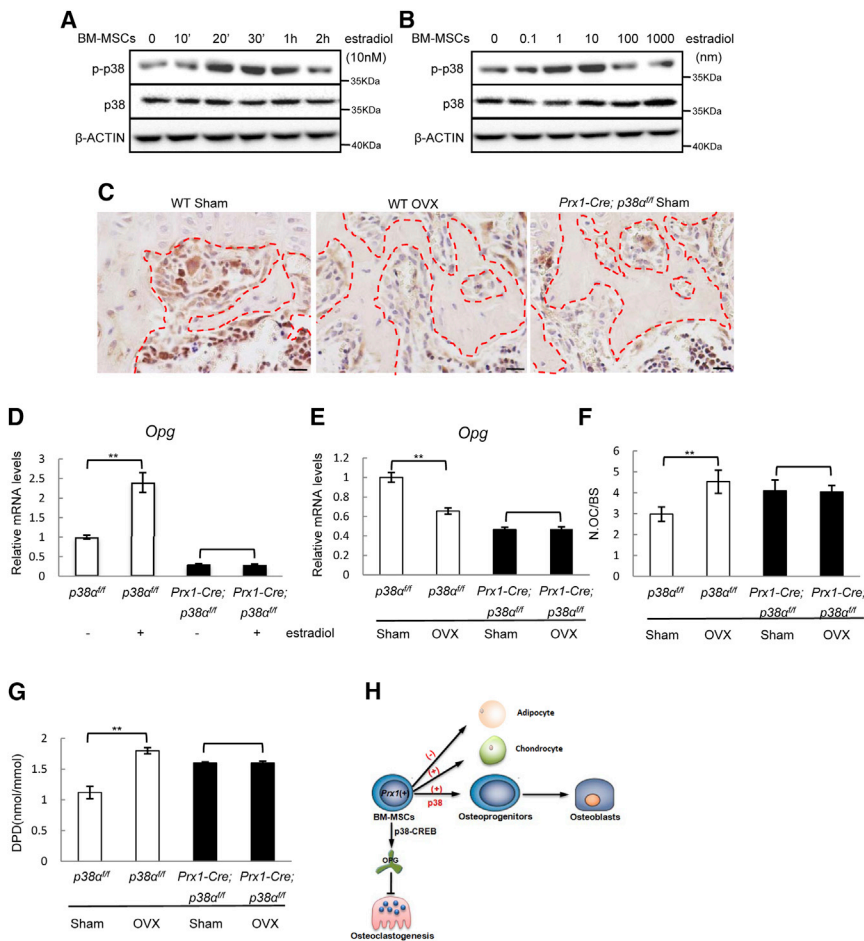 A
BM-MSCs 0 10' 20' 30' 1h 2h estradiol
(10nM)
p-p38
35KDa
p38
35KDa
β-ACTIN
40KDa
B
BM-MSCs 0 0.1 1 10 100 1000 estradiol
(nm)
p-p38
35KDa
p38
35KDa
β-ACTIN
40KDa
C
WT Sham
WT OVX
Prx1-Cre; p38αf/f Sham
D
Opg
Relative mRNA levels
3
2.5
2
1.5
1
0.5
0
**
p38αf/f p38αf/f Prx1-Cre; Prx1-Cre;
p38αf/f p38αf/f
- + - + estradiol
E
Opg
Relative mRNA levels
1.2
1
0.8
0.6
0.4
0.2
0
**
p38αf/f p38αf/f Prx1-Cre; Prx1-Cre;
p38αf/f p38αf/f
Sham OVX Sham OVX
F
N.OC/BS
6
5
4
3
2
1
0
**
p38αf/f p38αf/f Prx1-Cre; Prx1-Cre;
p38αf/f p38αf/f
Sham OVX Sham OVX
G
DPD(nmol/mmol)
2
1.5
1
0.5
0
**
p38αf/f p38αf/f Prx1-Cre; Prx1-Cre;
p38αf/f p38αf/f
Sham OVX Sham OVX
H
Adipocyte
(-)
Chondrocyte
(+)
Prx1(+)
(+)
p38
BM-MSCs
Osteoprogenitors
Osteoblasts
p38-CREB
OPG
Osteoclastogenesis